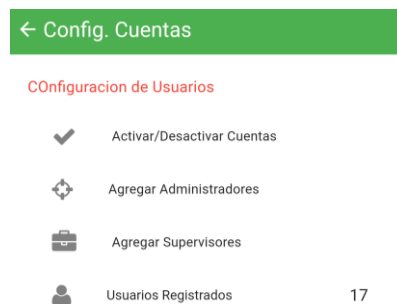 Config. Cuentas
COnfiguracion de Usuarios
Activar/Desactivar Cuentas
Agregar Administradores
Agregar Supervisores
Usuarios Registrados 17